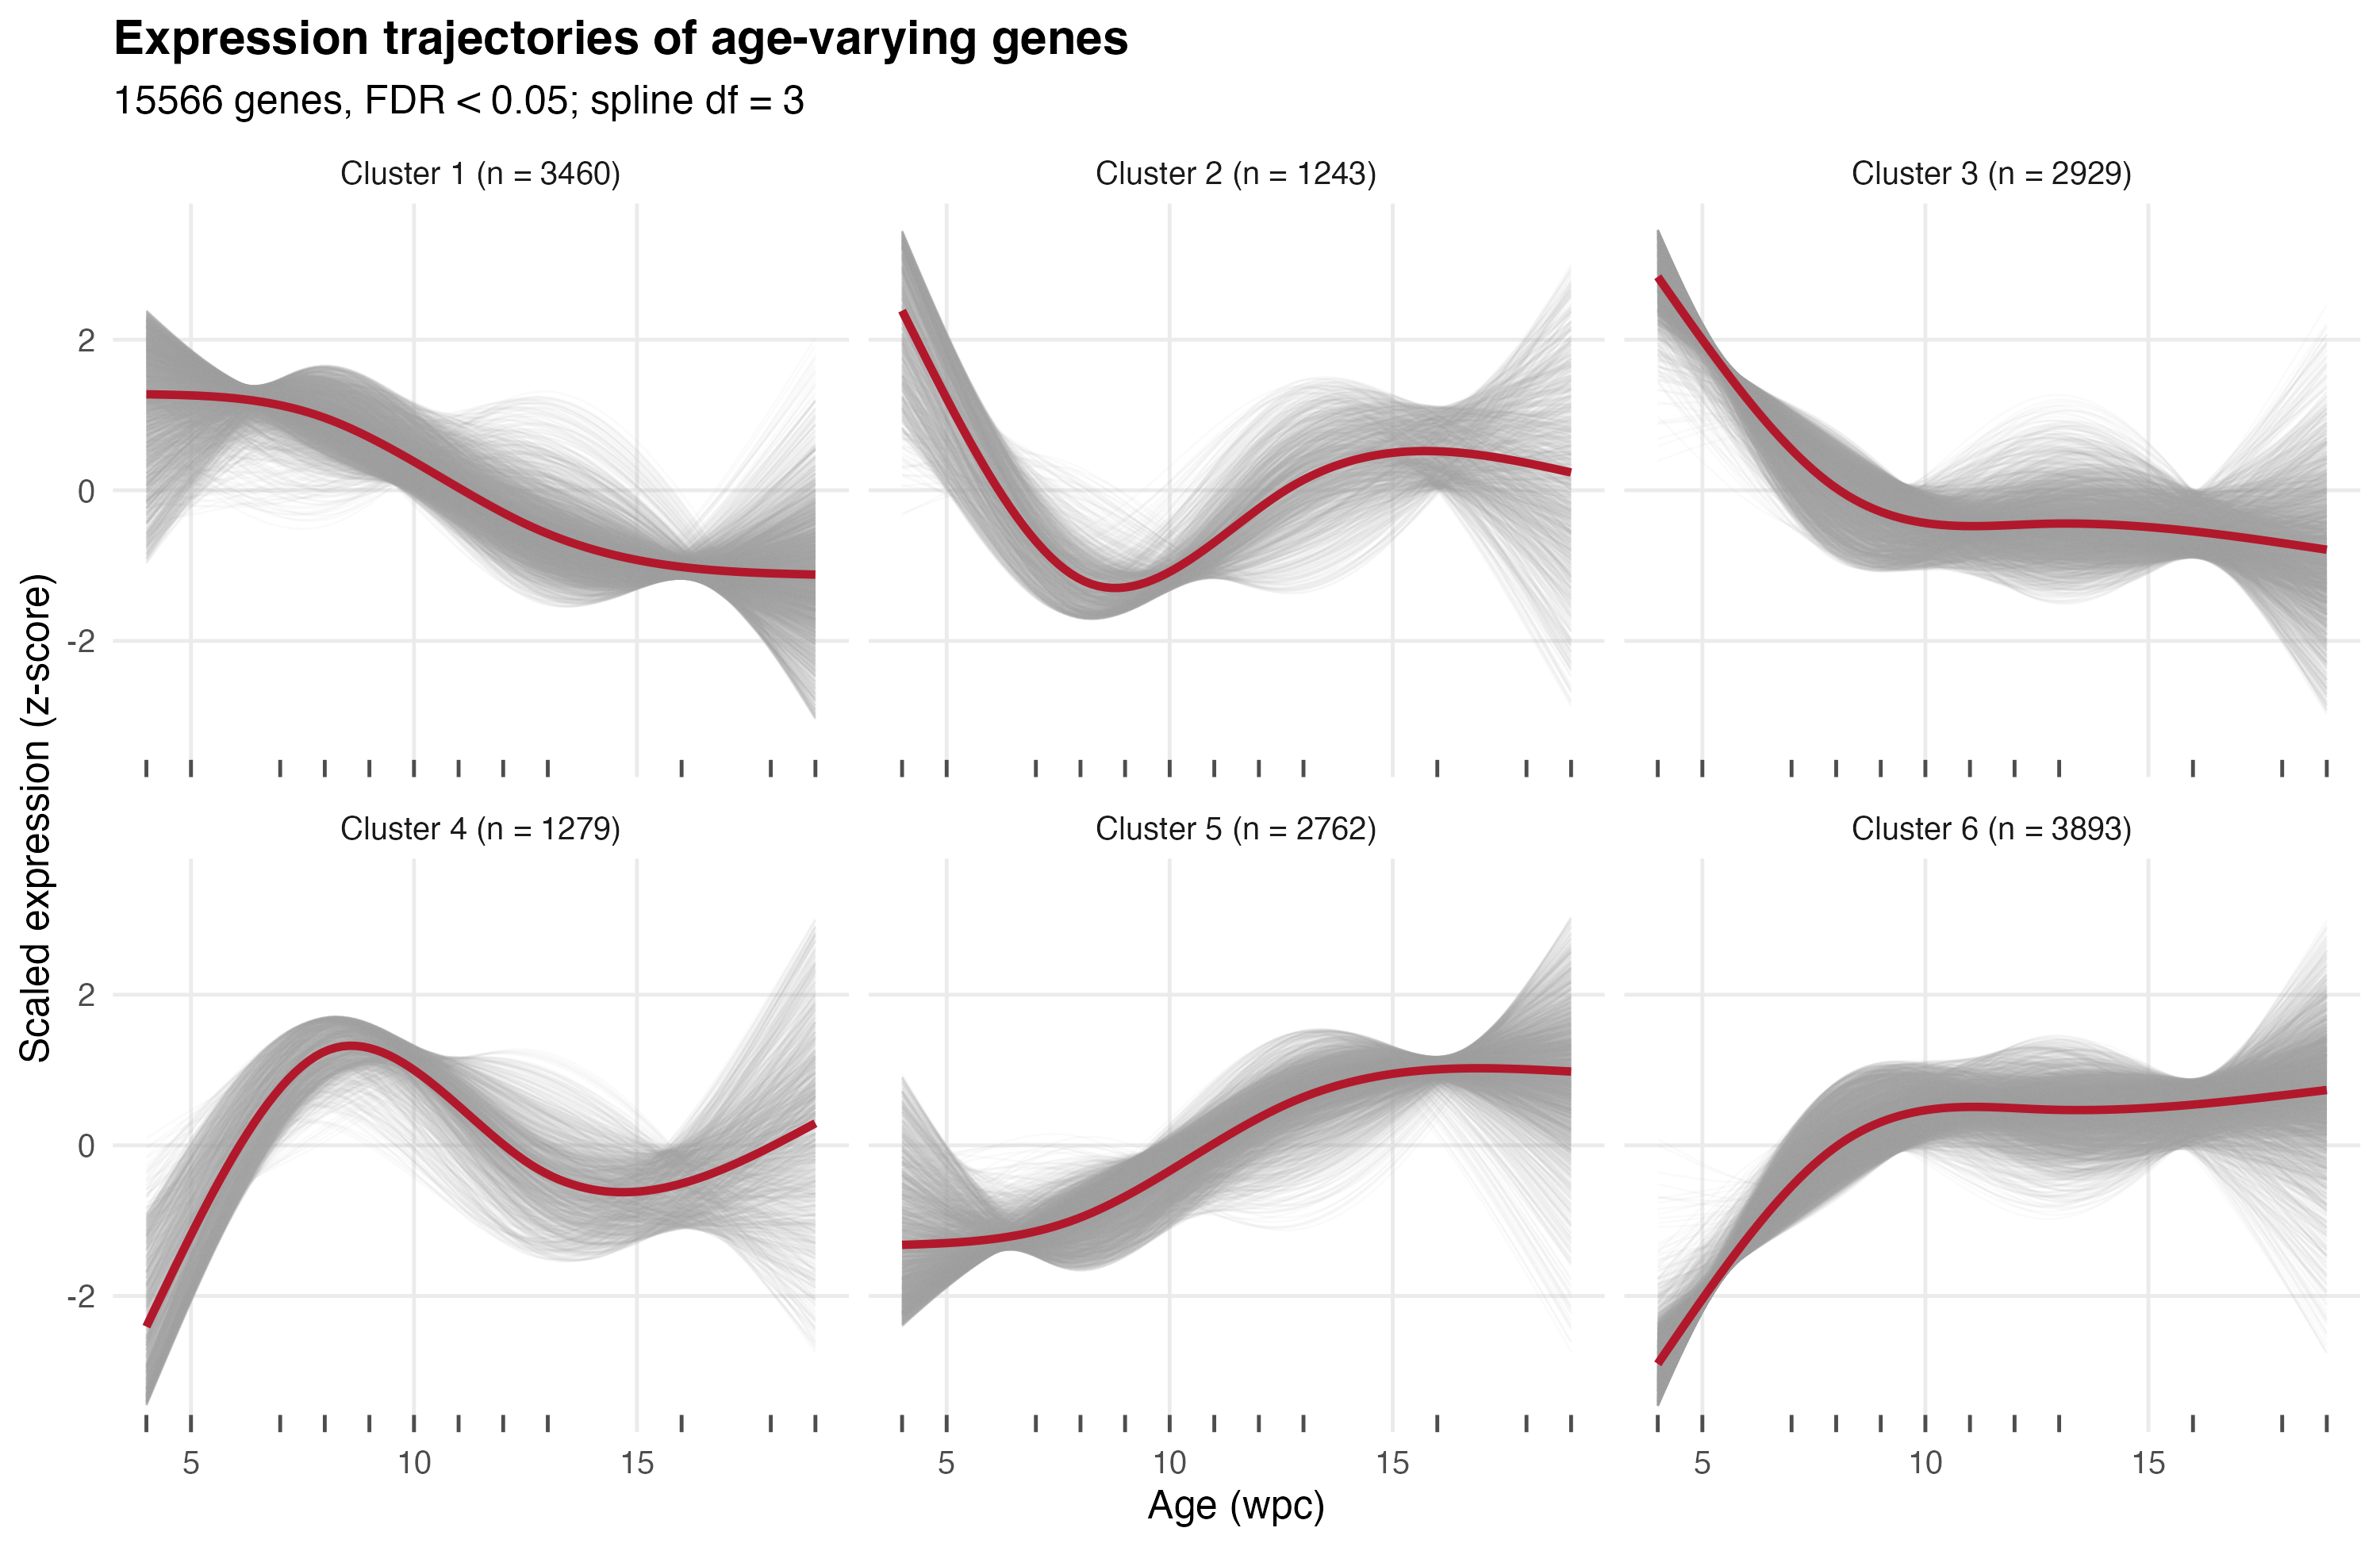 Expression trajectories of age-varying genes
15566 genes, FDR < 0.05; spline df = 3
Cluster 1 (n = 3460)
Cluster 2 (n = 1243)
Cluster 3 (n = 2929)
2
0
-2
Cluster 4 (n = 1279)
Cluster 5 (n = 2762)
Cluster 6 (n = 3893)
2
0
-2
Scaled expression (z-score)
5 10 15
5 10 15
5 10 15
Age (wpc)